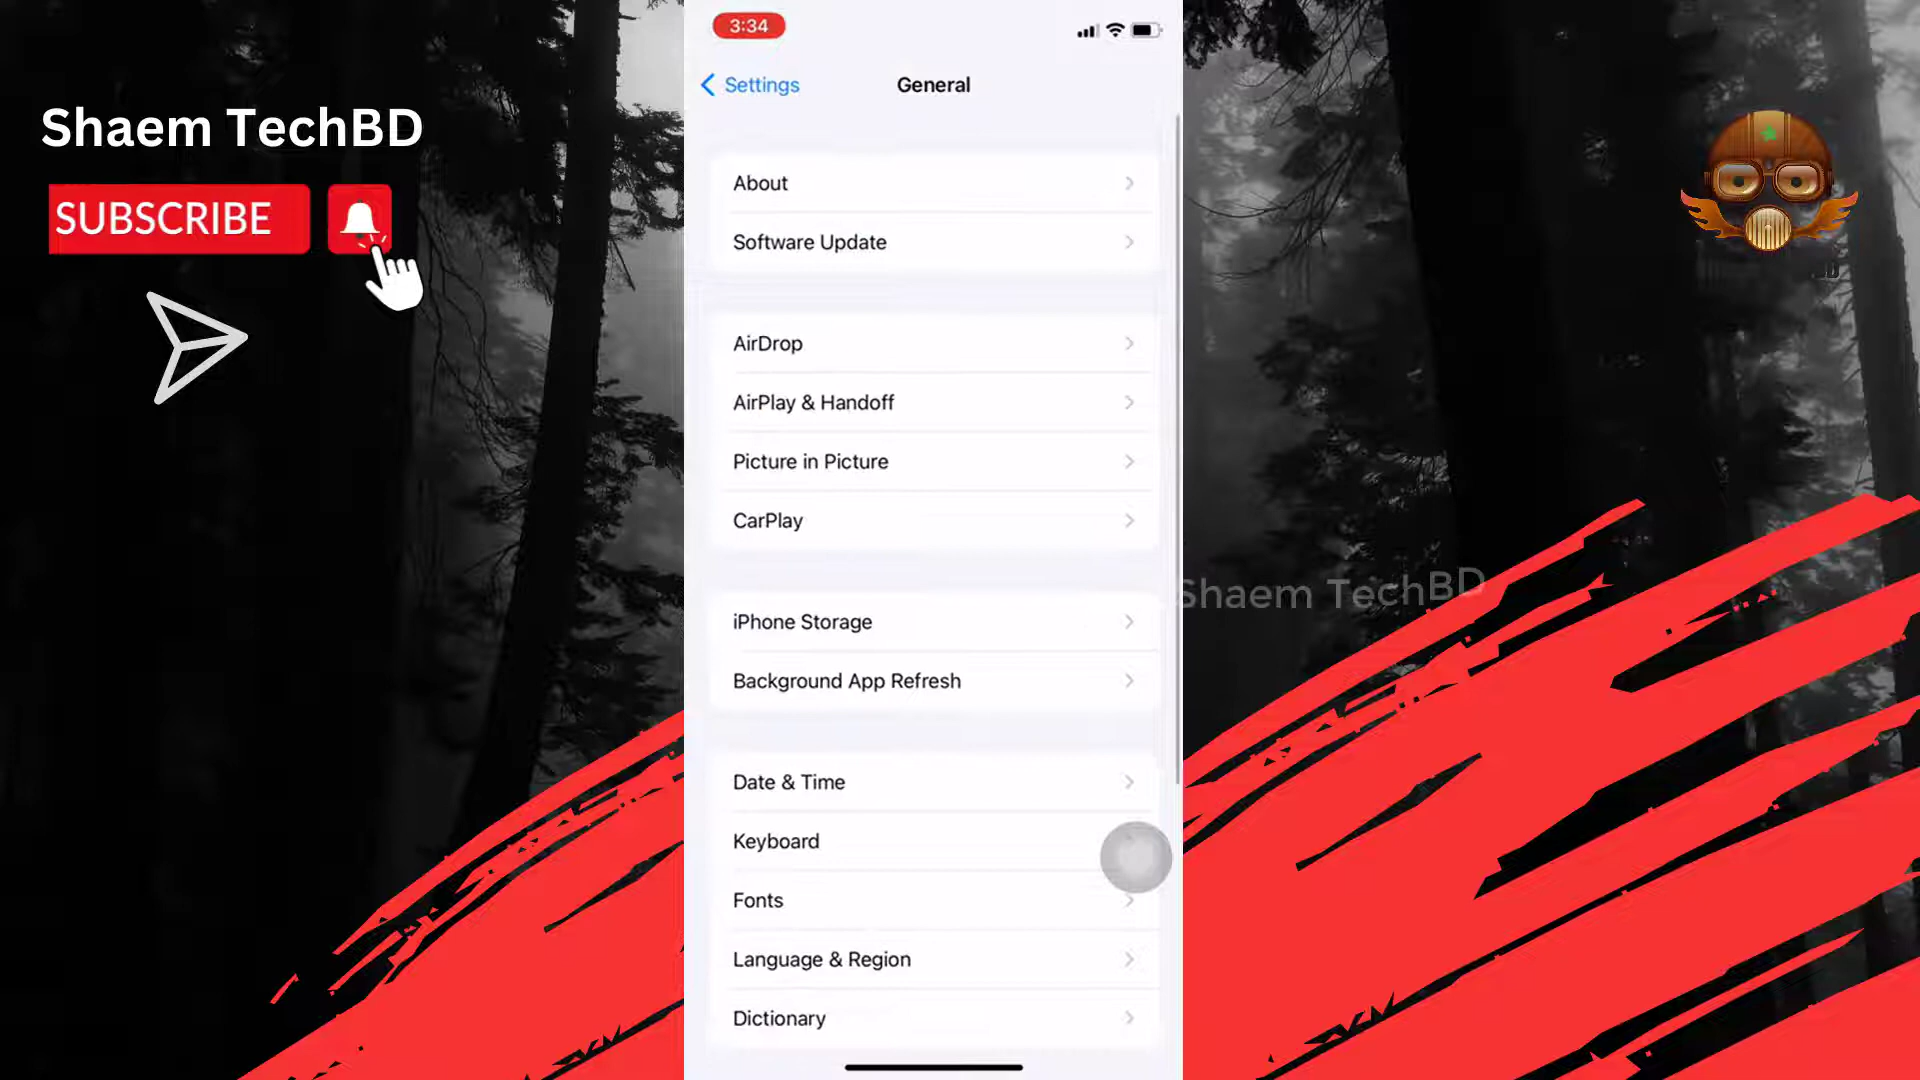 Shaem TechBD
SUBSCRIBE
3:34
Settings
General
About
Software Update
AirDrop
AirPlay & Handoff
Picture in Picture
CarPlay
iPhone Storage
Background App Refresh
Date & Time
Keyboard
Fonts
Language & Region
Dictionary
Shaem TechBD